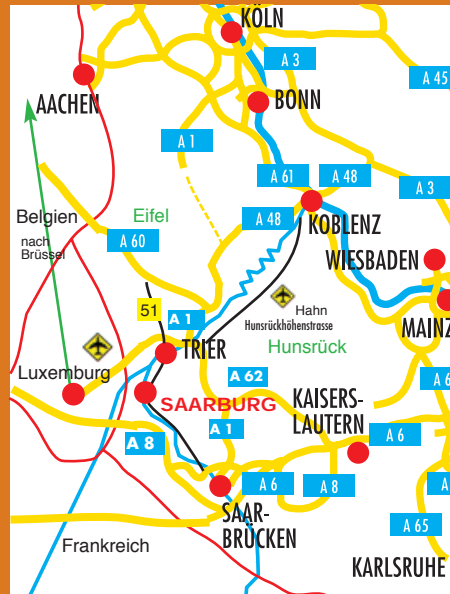 KÖLN
A 3
A 45
AACHEN
BONN
A 1
A 61
A 48
A 3
Belgien
nach
Brüssel
Eifel
A 60
A 48
KOBLENZ
WIESBADEN
51
A 1
Hahn
Hunsrückhöhenstrasse
MAINZ
TRIER
Hunsrück
Luxemburg
A 62
A 6
SAARBURG
KAISERS-
LAUTERN
A 8
A 1
A 6
A 6
A 8
A
SAAR-
BRÜCKEN
A 65
Frankreich
KARLSRUHE